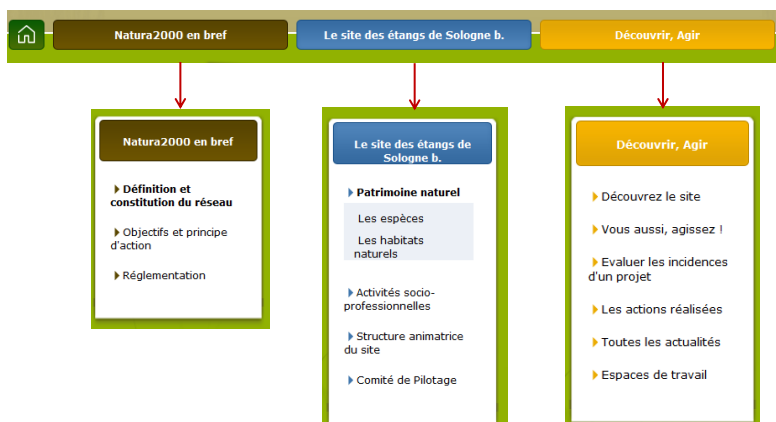 Natura2000 en bref
Le site des étangs de Sologne b.
Découvrir, Agir
Natura2000 en bref
Définition et
constitution du réseau
Objectifs et principe
d'action
Réglementation
Le site des étangs de
Sologne b.
Patrimoine naturel
Les espèces
Les habitats
naturels
Activités socio-
professionnelles
Structure animatrice
du site
Comité de Pilotage
Découvrir, Agir
Découvrez le site
Vous aussi, agissez !
Evaluer les incidences
d'un projet
Les actions réalisées
Toutes les actualités
Espaces de travail